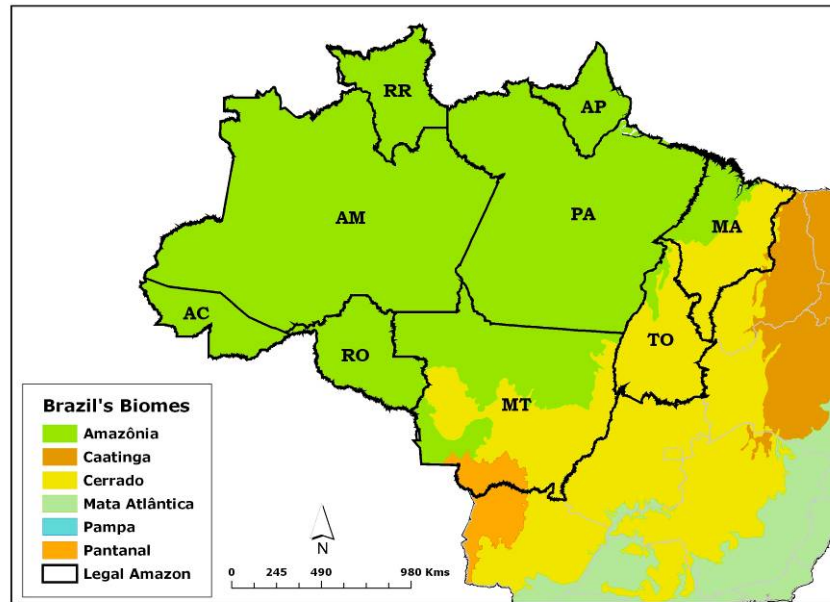 RR
AP
AM
PA
MA
AC
RO
TO
MT
Brazil's Biomes
Amazônia
Caatinga
Cerrado
Mata Atlântica
Pampa
Pantanal
Legal Amazon
N
0 245 490 980 Kms